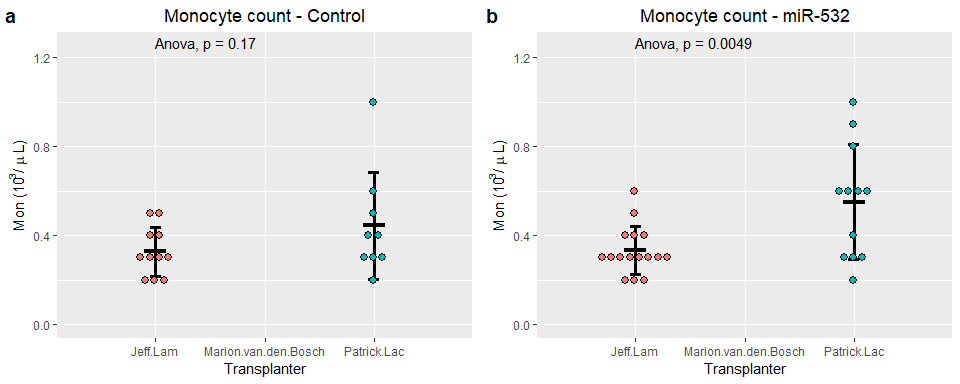 a
Monocyte count - Control
Anova, p = 0.17
1.2
0.8
0.4
0.0
Mon (10³/ μ L)
Jeff.Lam
Marion.van.den.Bosch
Patrick.Lac
Transplanter
b
Monocyte count - miR-532
Anova, p = 0.0049
1.2
0.8
0.4
0.0
Mon (10³/ μ L)
Jeff.Lam
Marion.van.den.Bosch
Patrick.Lac
Transplanter